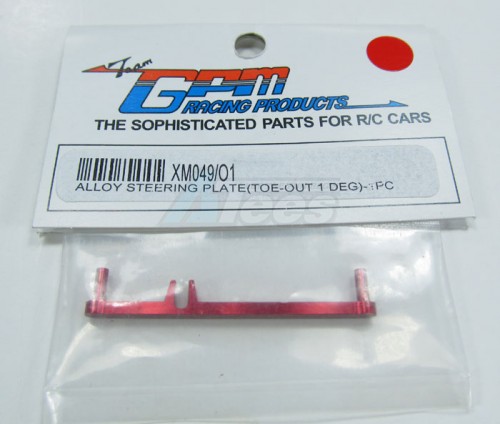 Team
GPM
RACING PRODUCTS
THE SOPHISTICATED PARTS FOR R/C CARS
XM049/O1
ALLOY STEERING PLATE(TOE-OUT 1 DEG)-1PC
ATees